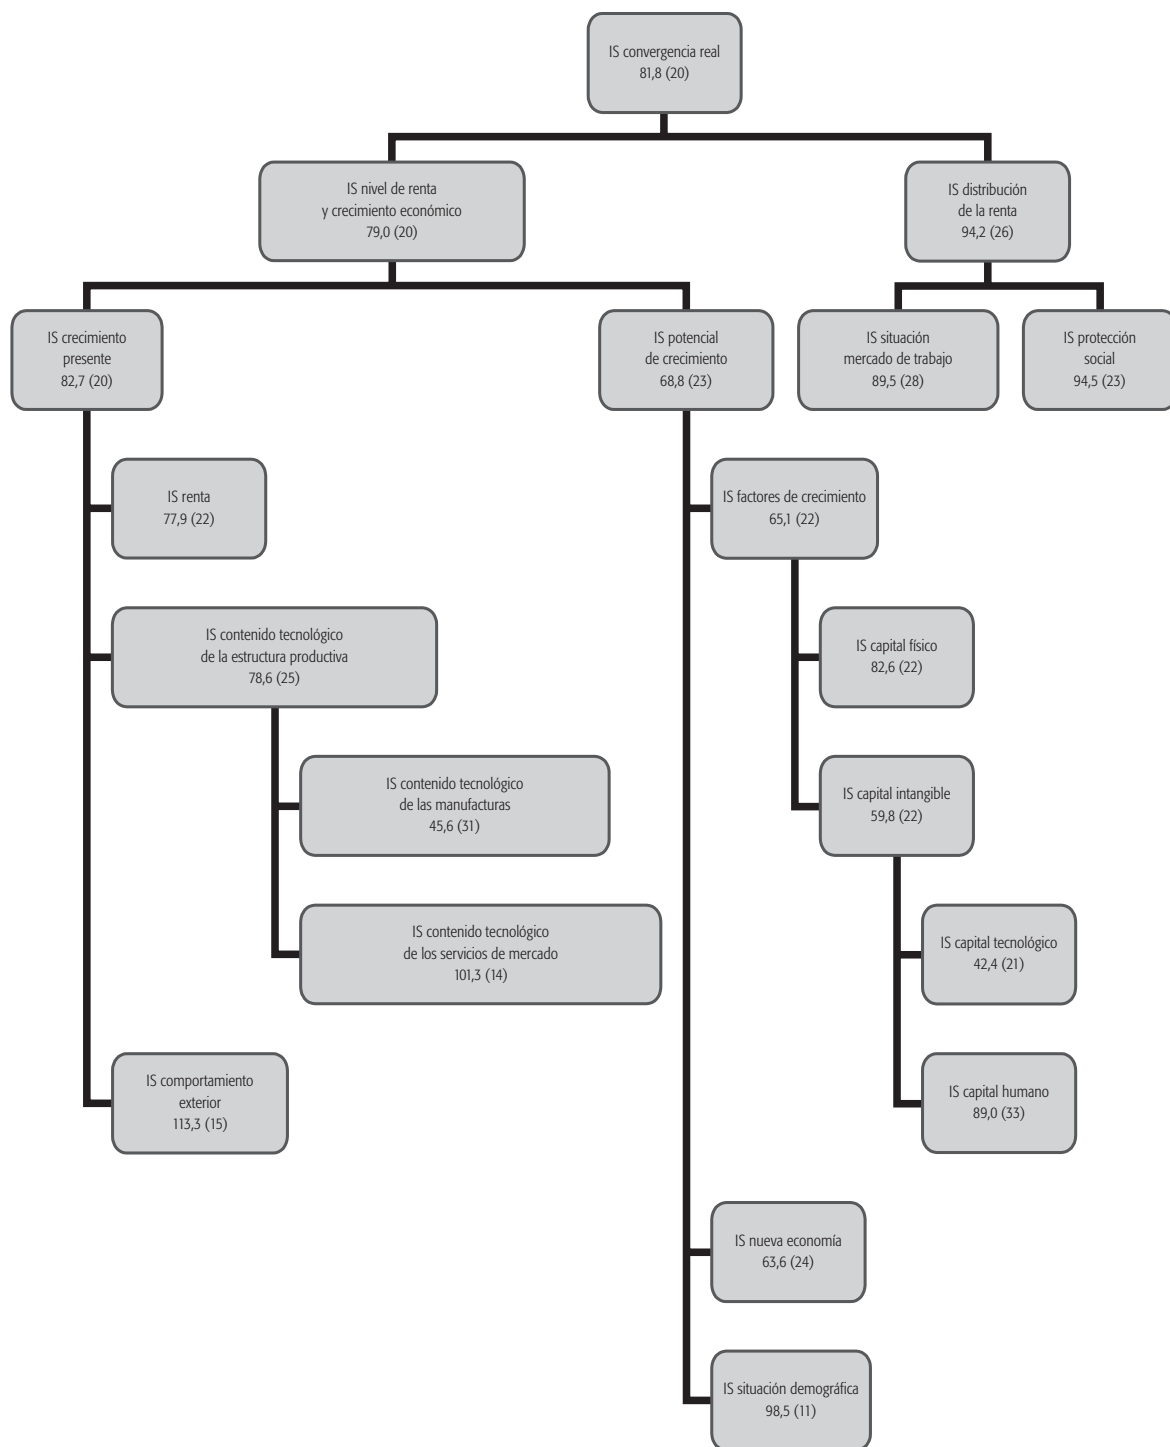 IS convergencia real
81,8 (20)
IS nivel de renta
y crecimiento económico
79,0 (20)
IS distribución
de la renta
94,2 (26)
IS crecimiento
presente
82,7 (20)
IS potencial
de crecimiento
68,8 (23)
IS situación
mercado de trabajo
89,5 (28)
IS protección
social
94,5 (23)
IS renta
77,9 (22)
IS factores de crecimiento
65,1 (22)
IS contenido tecnológico
de la estructura productiva
78,6 (25)
IS capital físico
82,6 (22)
IS contenido tecnológico
de las manufacturas
45,6 (31)
IS capital intangible
59,8 (22)
IS contenido tecnológico
de los servicios de mercado
101,3 (14)
IS capital tecnológico
42,4 (21)
IS comportamiento
exterior
113,3 (15)
IS capital humano
89,0 (33)
IS nueva economía
63,6 (24)
IS situación demográfica
98,5 (11)